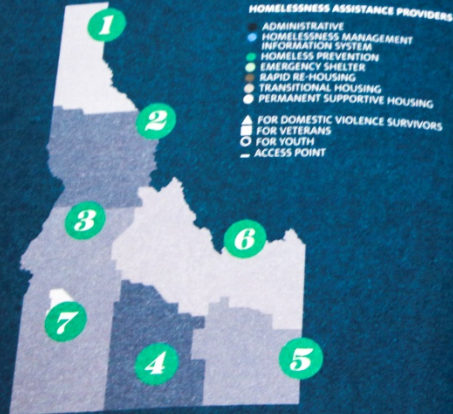 HOMELESSNESS ASSISTANCE PROVIDERS
ADMINISTRATIVE
HOMELESSNESS MANAGEMENT
INFORMATION SYSTEM
HOMELESS PREVENTION
EMERGENCY SHELTER
RAPID RE-HOUSING
TRANSITIONAL HOUSING
PERMANENT SUPPORTIVE HOUSING
FOR DOMESTIC VIOLENCE SURVIVORS
FOR VETERANS
FOR YOUTH
ACCESS POINT
1
2
3
6
7
4
5